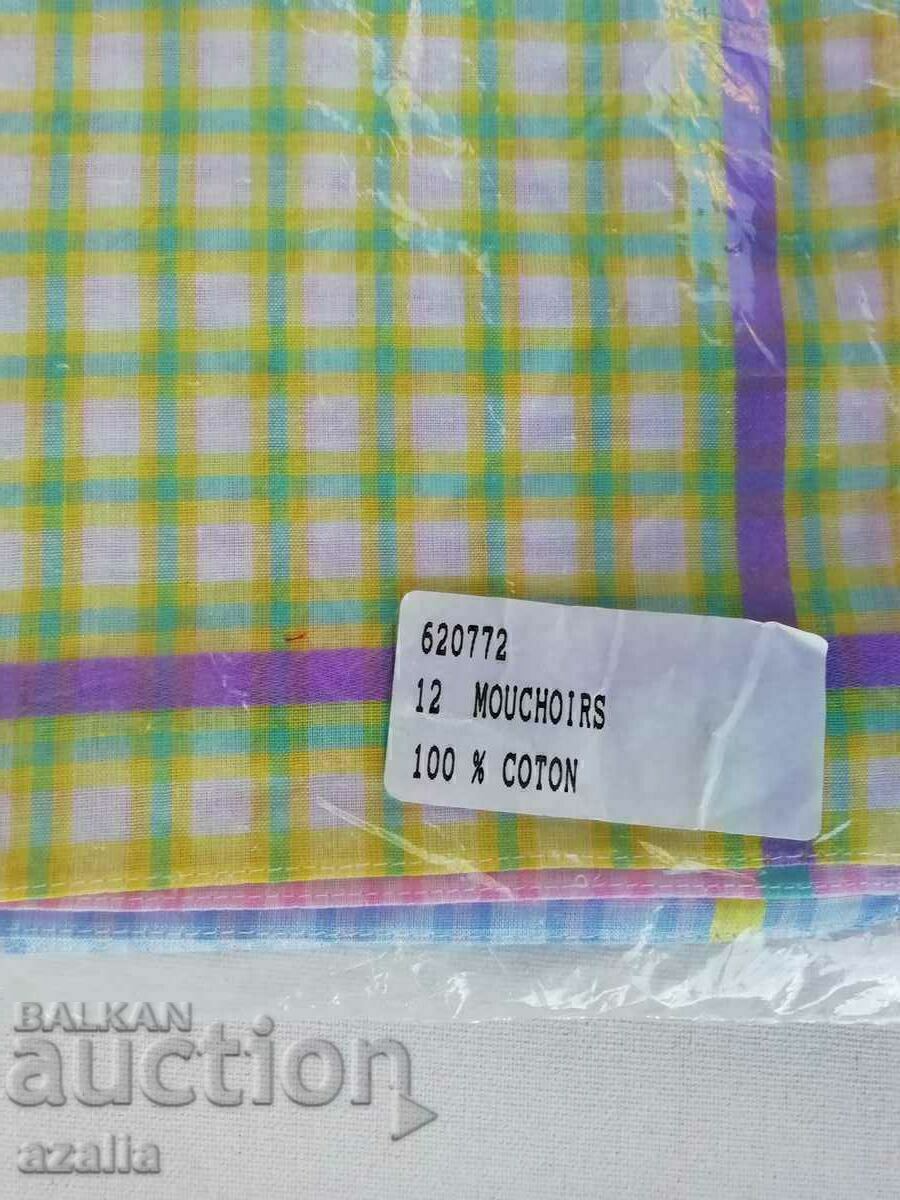 620772
12 MOUCHOIRS
100 % COTON
BALKAN
auction
azalia